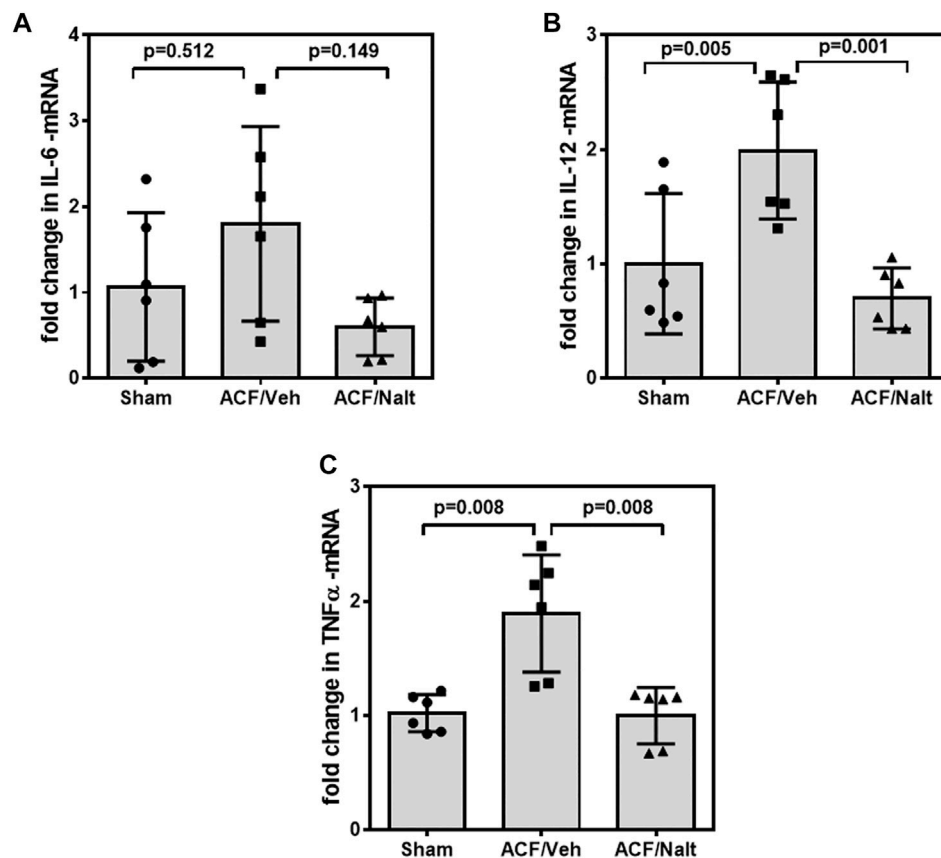 A
fold change in IL-6 -mRNA
4
3
2
1
0
p=0.512 p=0.149
Sham ACF/Veh ACF/Nalt
B
fold change in IL-12 -mRNA
3
2
1
0
p=0.005 p=0.001
Sham ACF/Veh ACF/Nalt
C
fold change in TNFα -mRNA
3
2
1
0
p=0.008 p=0.008
Sham ACF/Veh ACF/Nalt